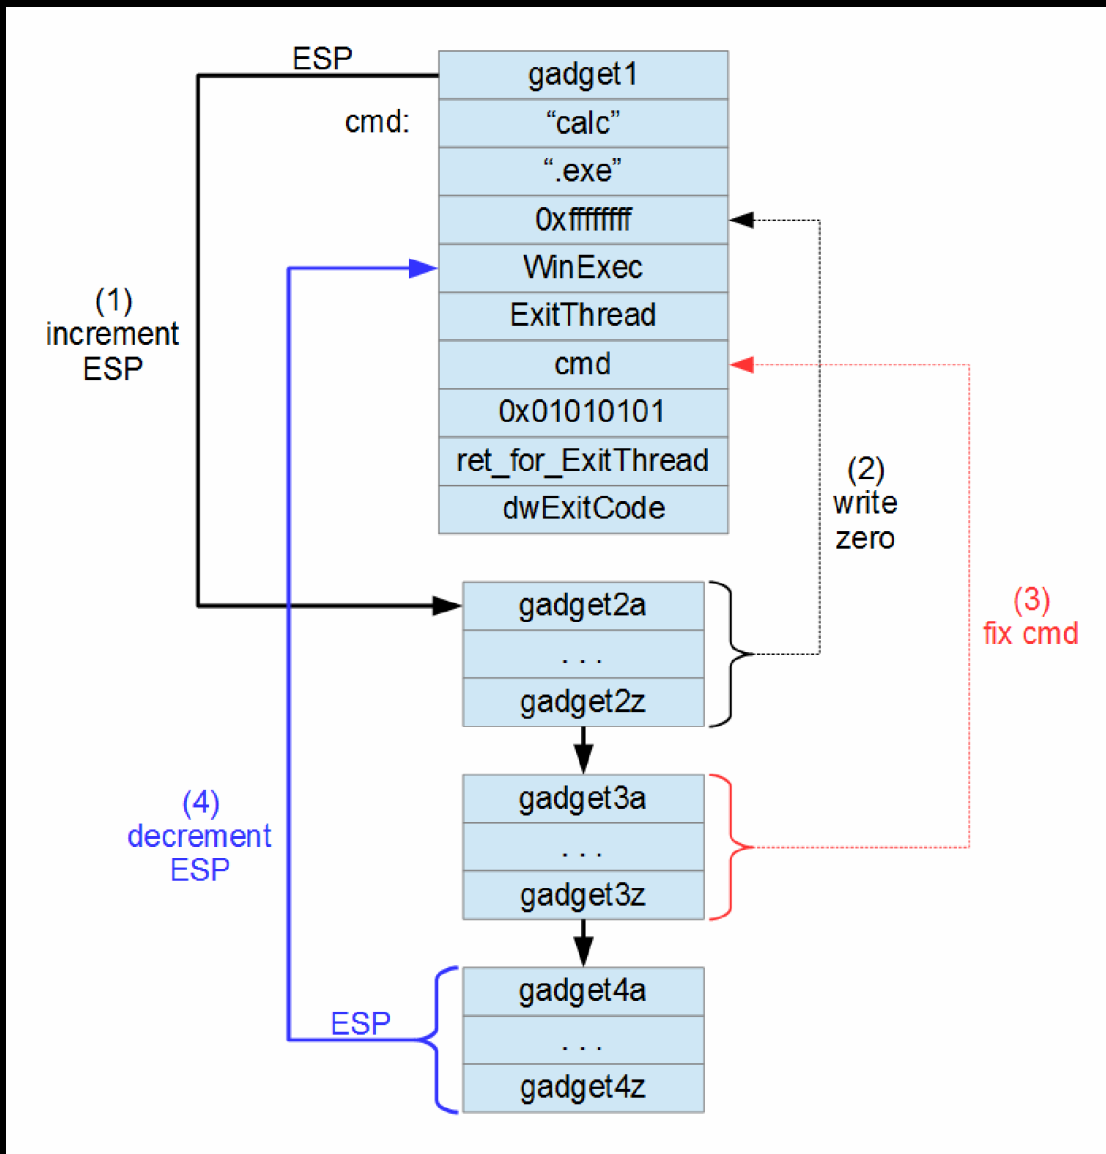 ESP
gadget1
cmd:
“calc”
“.exe”
0xffffffff
WinExec
ExitThread
cmd
0x01010101
ret_for_ExitThread
dwExitCode
(1)
increment
ESP
(2)
write
zero
gadget2a
. . .
gadget2z
(3)
fix cmd
gadget3a
. . .
gadget3z
(4)
decrement
ESP
ESP
gadget4a
. . .
gadget4z